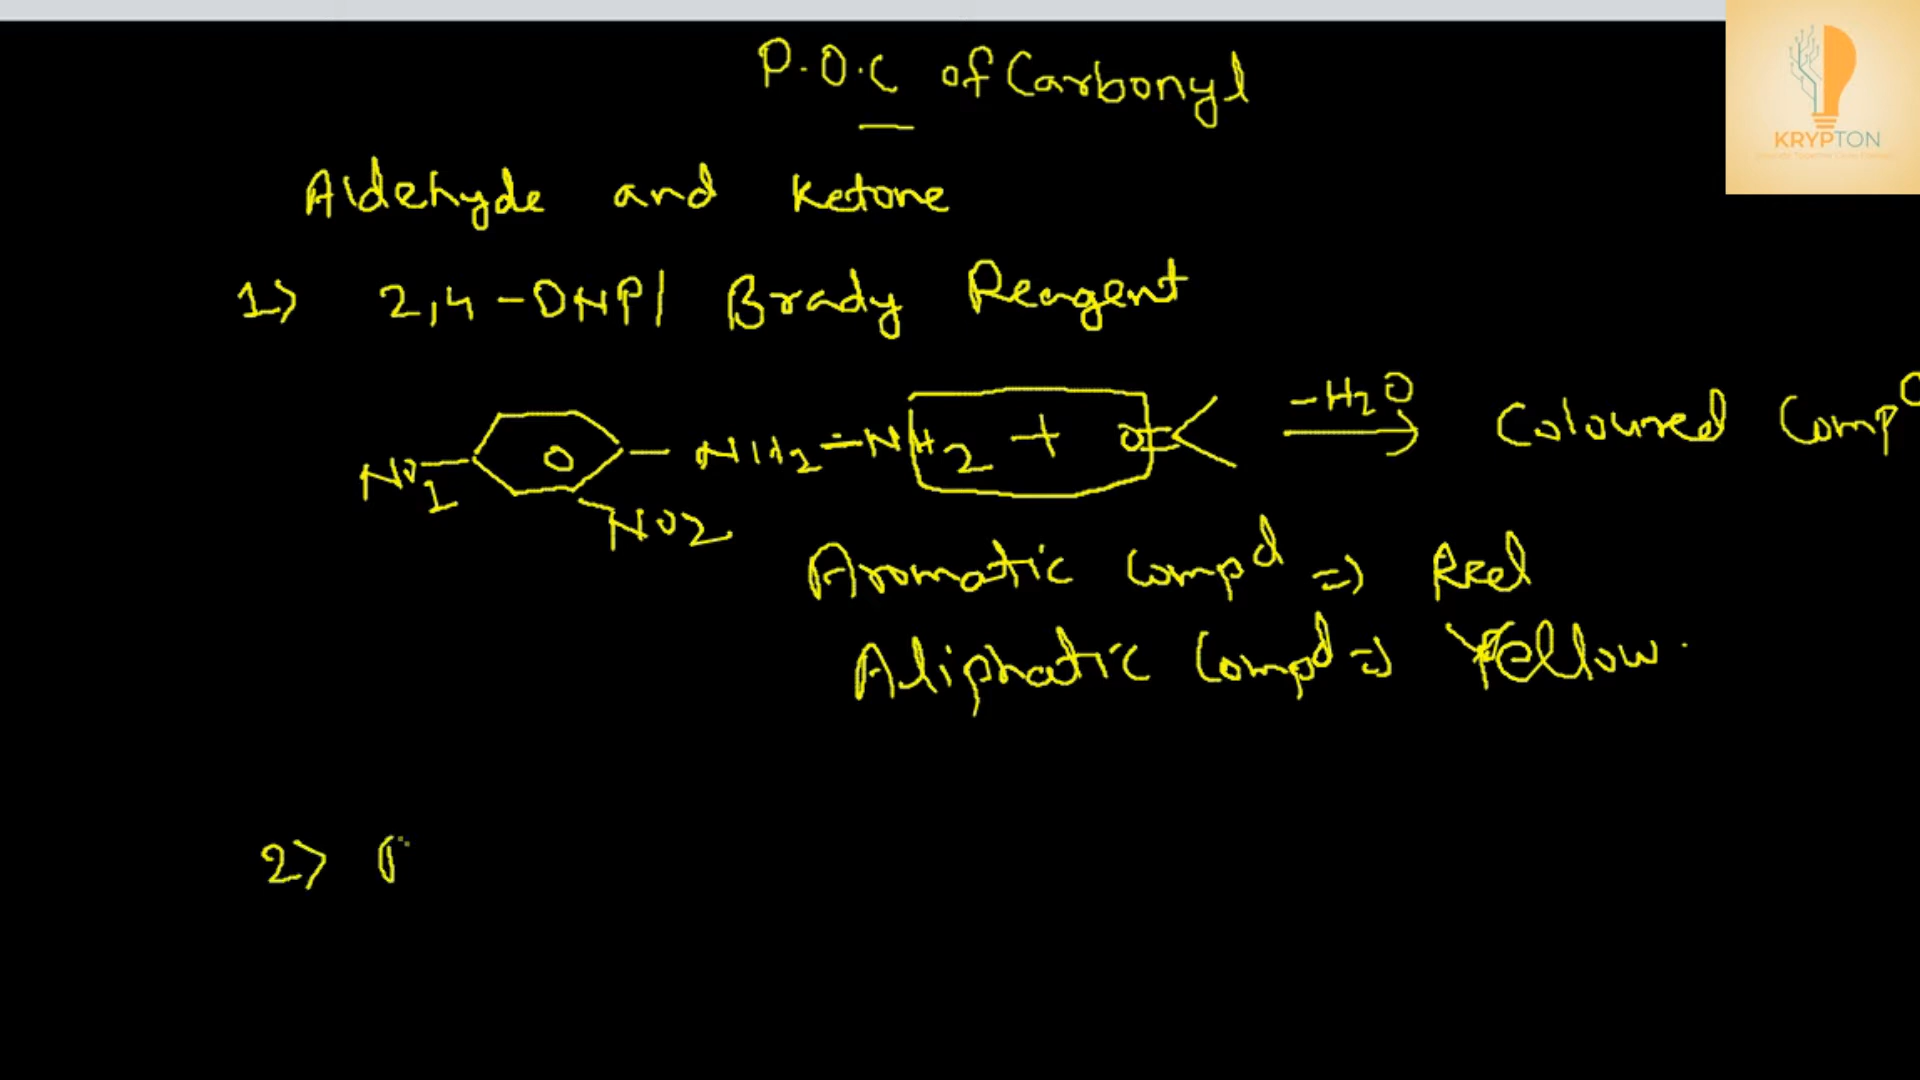 P.O.C of Carbonyl
KRYPTON
Aldehyde and Ketone
1) 2,4-DNP/ Brady Reagent
NO2 - NH2=NH2 + O= -H2O Coloured Comp
NO2
Aromatic Compd => Red
Aliphatic Compd => Yellow.
2)